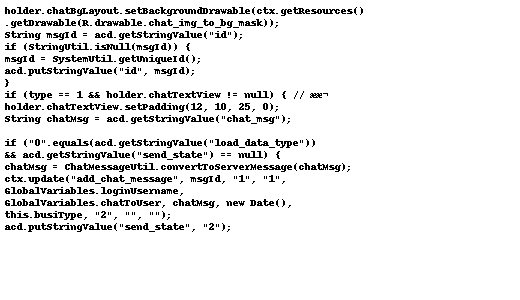 holder.chatBgLayout.setBackgroundDrawable(ctx.getResources()
.getDrawable(R.drawable.chat_img_to_bg_mask));
String msgId = acd.getStringValue("id");
if (StringUtil.isNull(msgId)) {
msgId = SystemUtil.getUniqueId();
acd.putStringValue("id", msgId);
}
if (type == 1 && holder.chatTextView != null) { // ææ¬
holder.chatTextView.setPadding(12, 10, 25, 0);
String chatMsg = acd.getStringValue("chat_msg");
if ("0".equals(acd.getStringValue("load_data_type"))
&& acd.getStringValue("send_state") == null) {
chatMsg = ChatMessageUtil.convertToServerMessage(chatMsg);
ctx.update("add_chat_message", msgId, "1", "1",
GlobalVariables.loginUsername,
GlobalVariables.chatToUser, chatMsg, new Date(),
this.busiType, "2", "", "");
acd.putStringValue("send_state", "2");